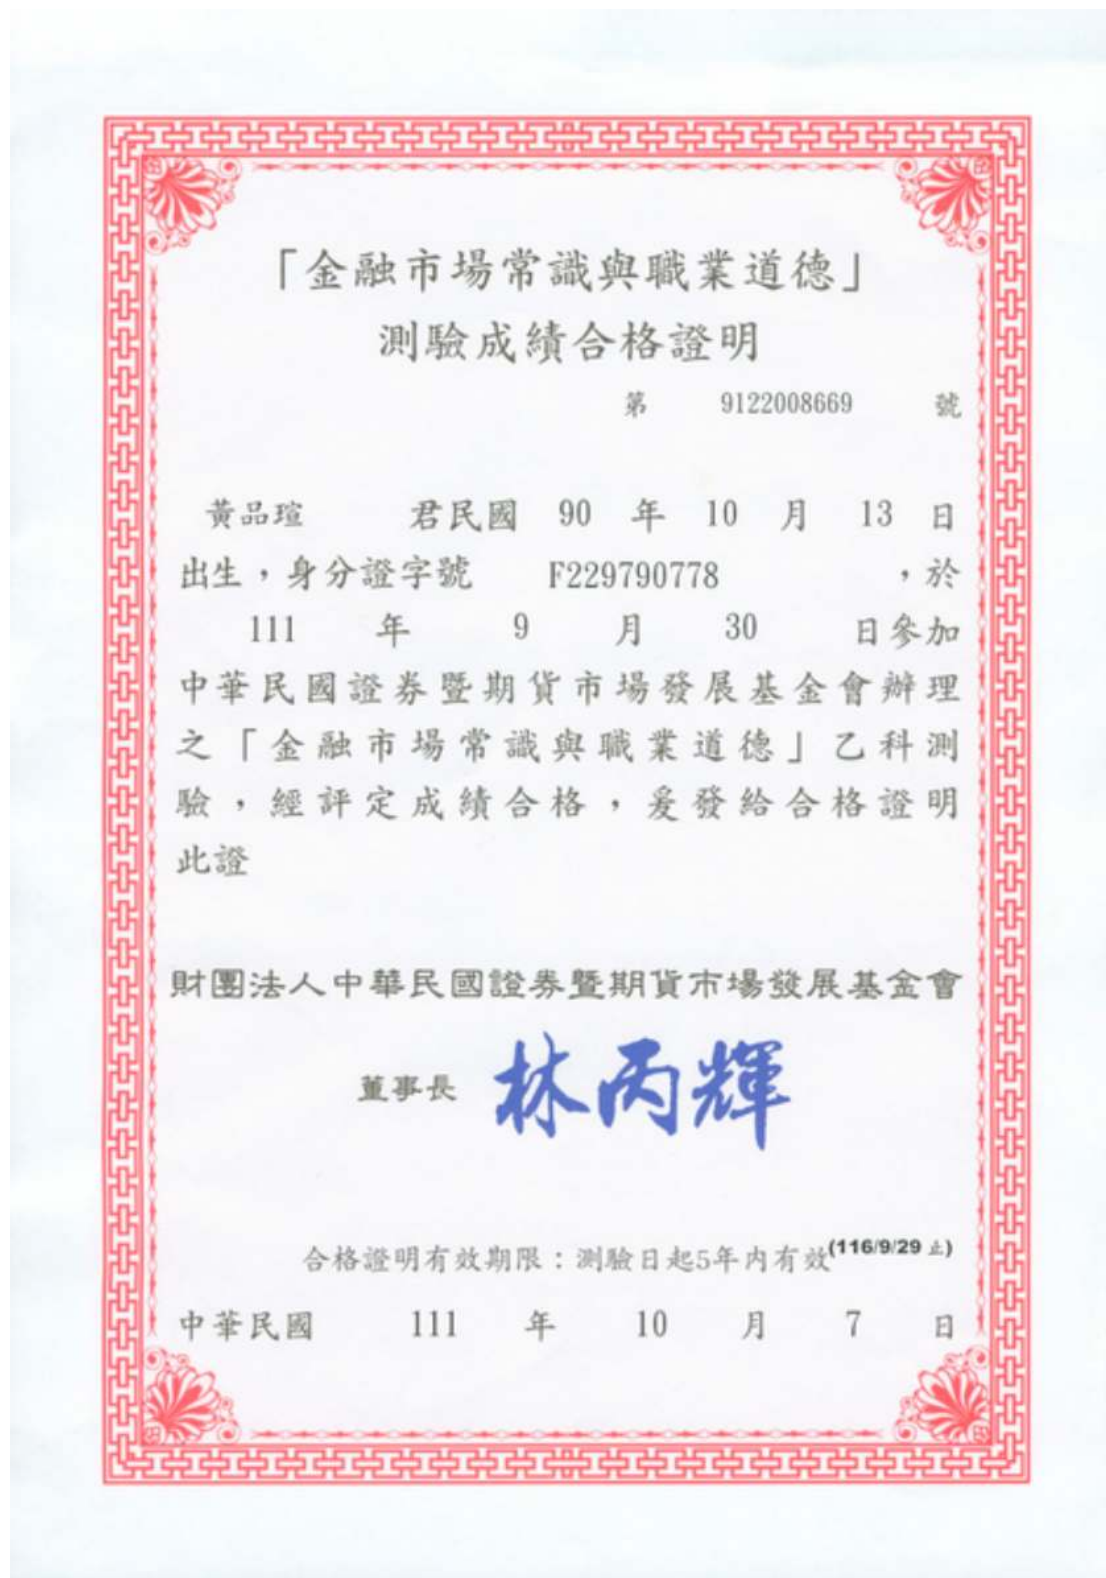 「金融市場常識與職業道德」
測驗成績合格證明
第 9122008669 號
黃品瑄 君民國 90 年 10 月 13 日
出生，身分證字號 F229790778 ，於
111 年 9 月 30 日參加
中華民國證券暨期貨市場發展基金會辦理
之「金融市場常識與職業道德」乙科測
驗，經評定成績合格，爰發給合格證明
此證
財團法人中華民國證券暨期貨市場發展基金會
董事長 林丙輝
合格證明有效期限：測驗日起5年內有效(116/9/29 止)
中華民國 111 年 10 月 7 日